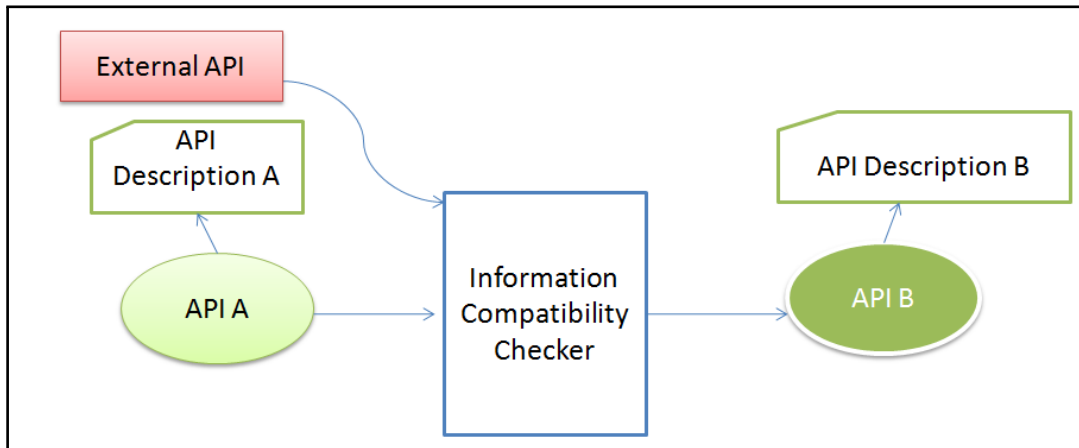 External API
API
Description A
API Description B
API A
Information
Compatibility
Checker
API B